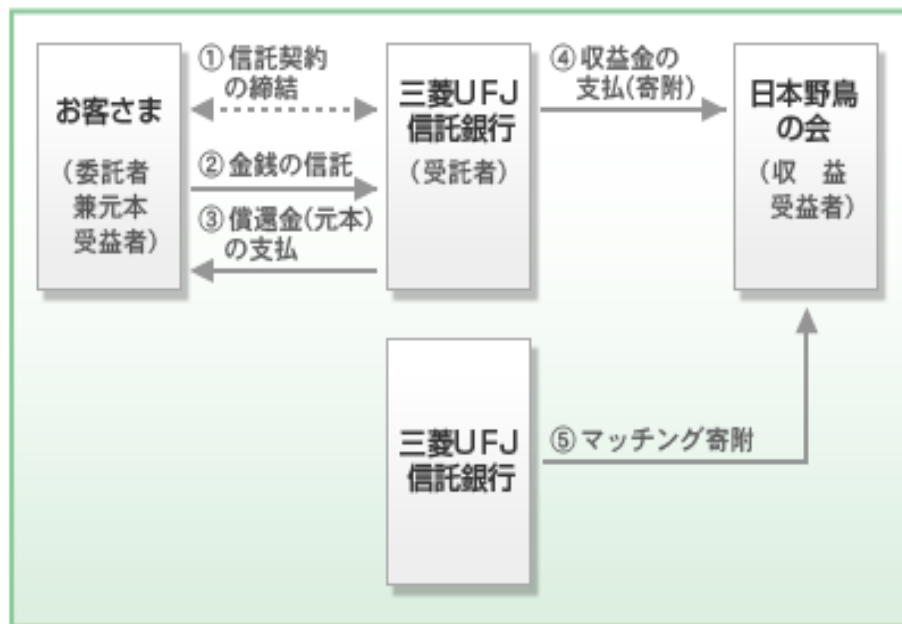 お客さま
（委託者
兼元本
受益者）
①信託契約
の締結
②金銭の信託
③償還金(元本)
の支払
三菱UFJ
信託銀行
（受託者）
④収益金の
支払(寄附)
日本野鳥
の会
（収　益
受益者）
三菱UFJ
信託銀行
⑤マッチング寄附